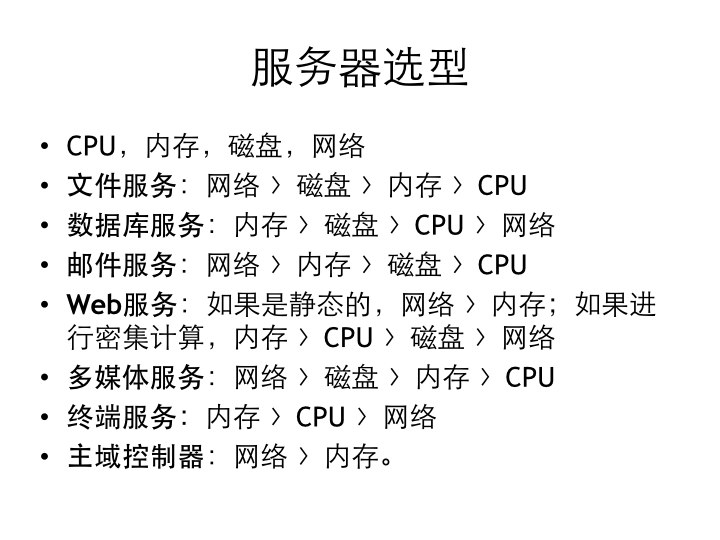 服务器选型
• CPU，内存，磁盘，网络
• 文件服务：网络 〉磁盘 〉内存 〉CPU
• 数据库服务：内存 〉磁盘 〉CPU 〉网络
• 邮件服务：网络 〉内存 〉磁盘 〉CPU
• Web服务：如果是静态的，网络 〉内存；如果进
行密集计算，内存 〉CPU 〉磁盘 〉网络
• 多媒体服务：网络 〉磁盘 〉内存 〉CPU
• 终端服务：内存 〉CPU 〉网络
• 主域控制器：网络 〉内存。